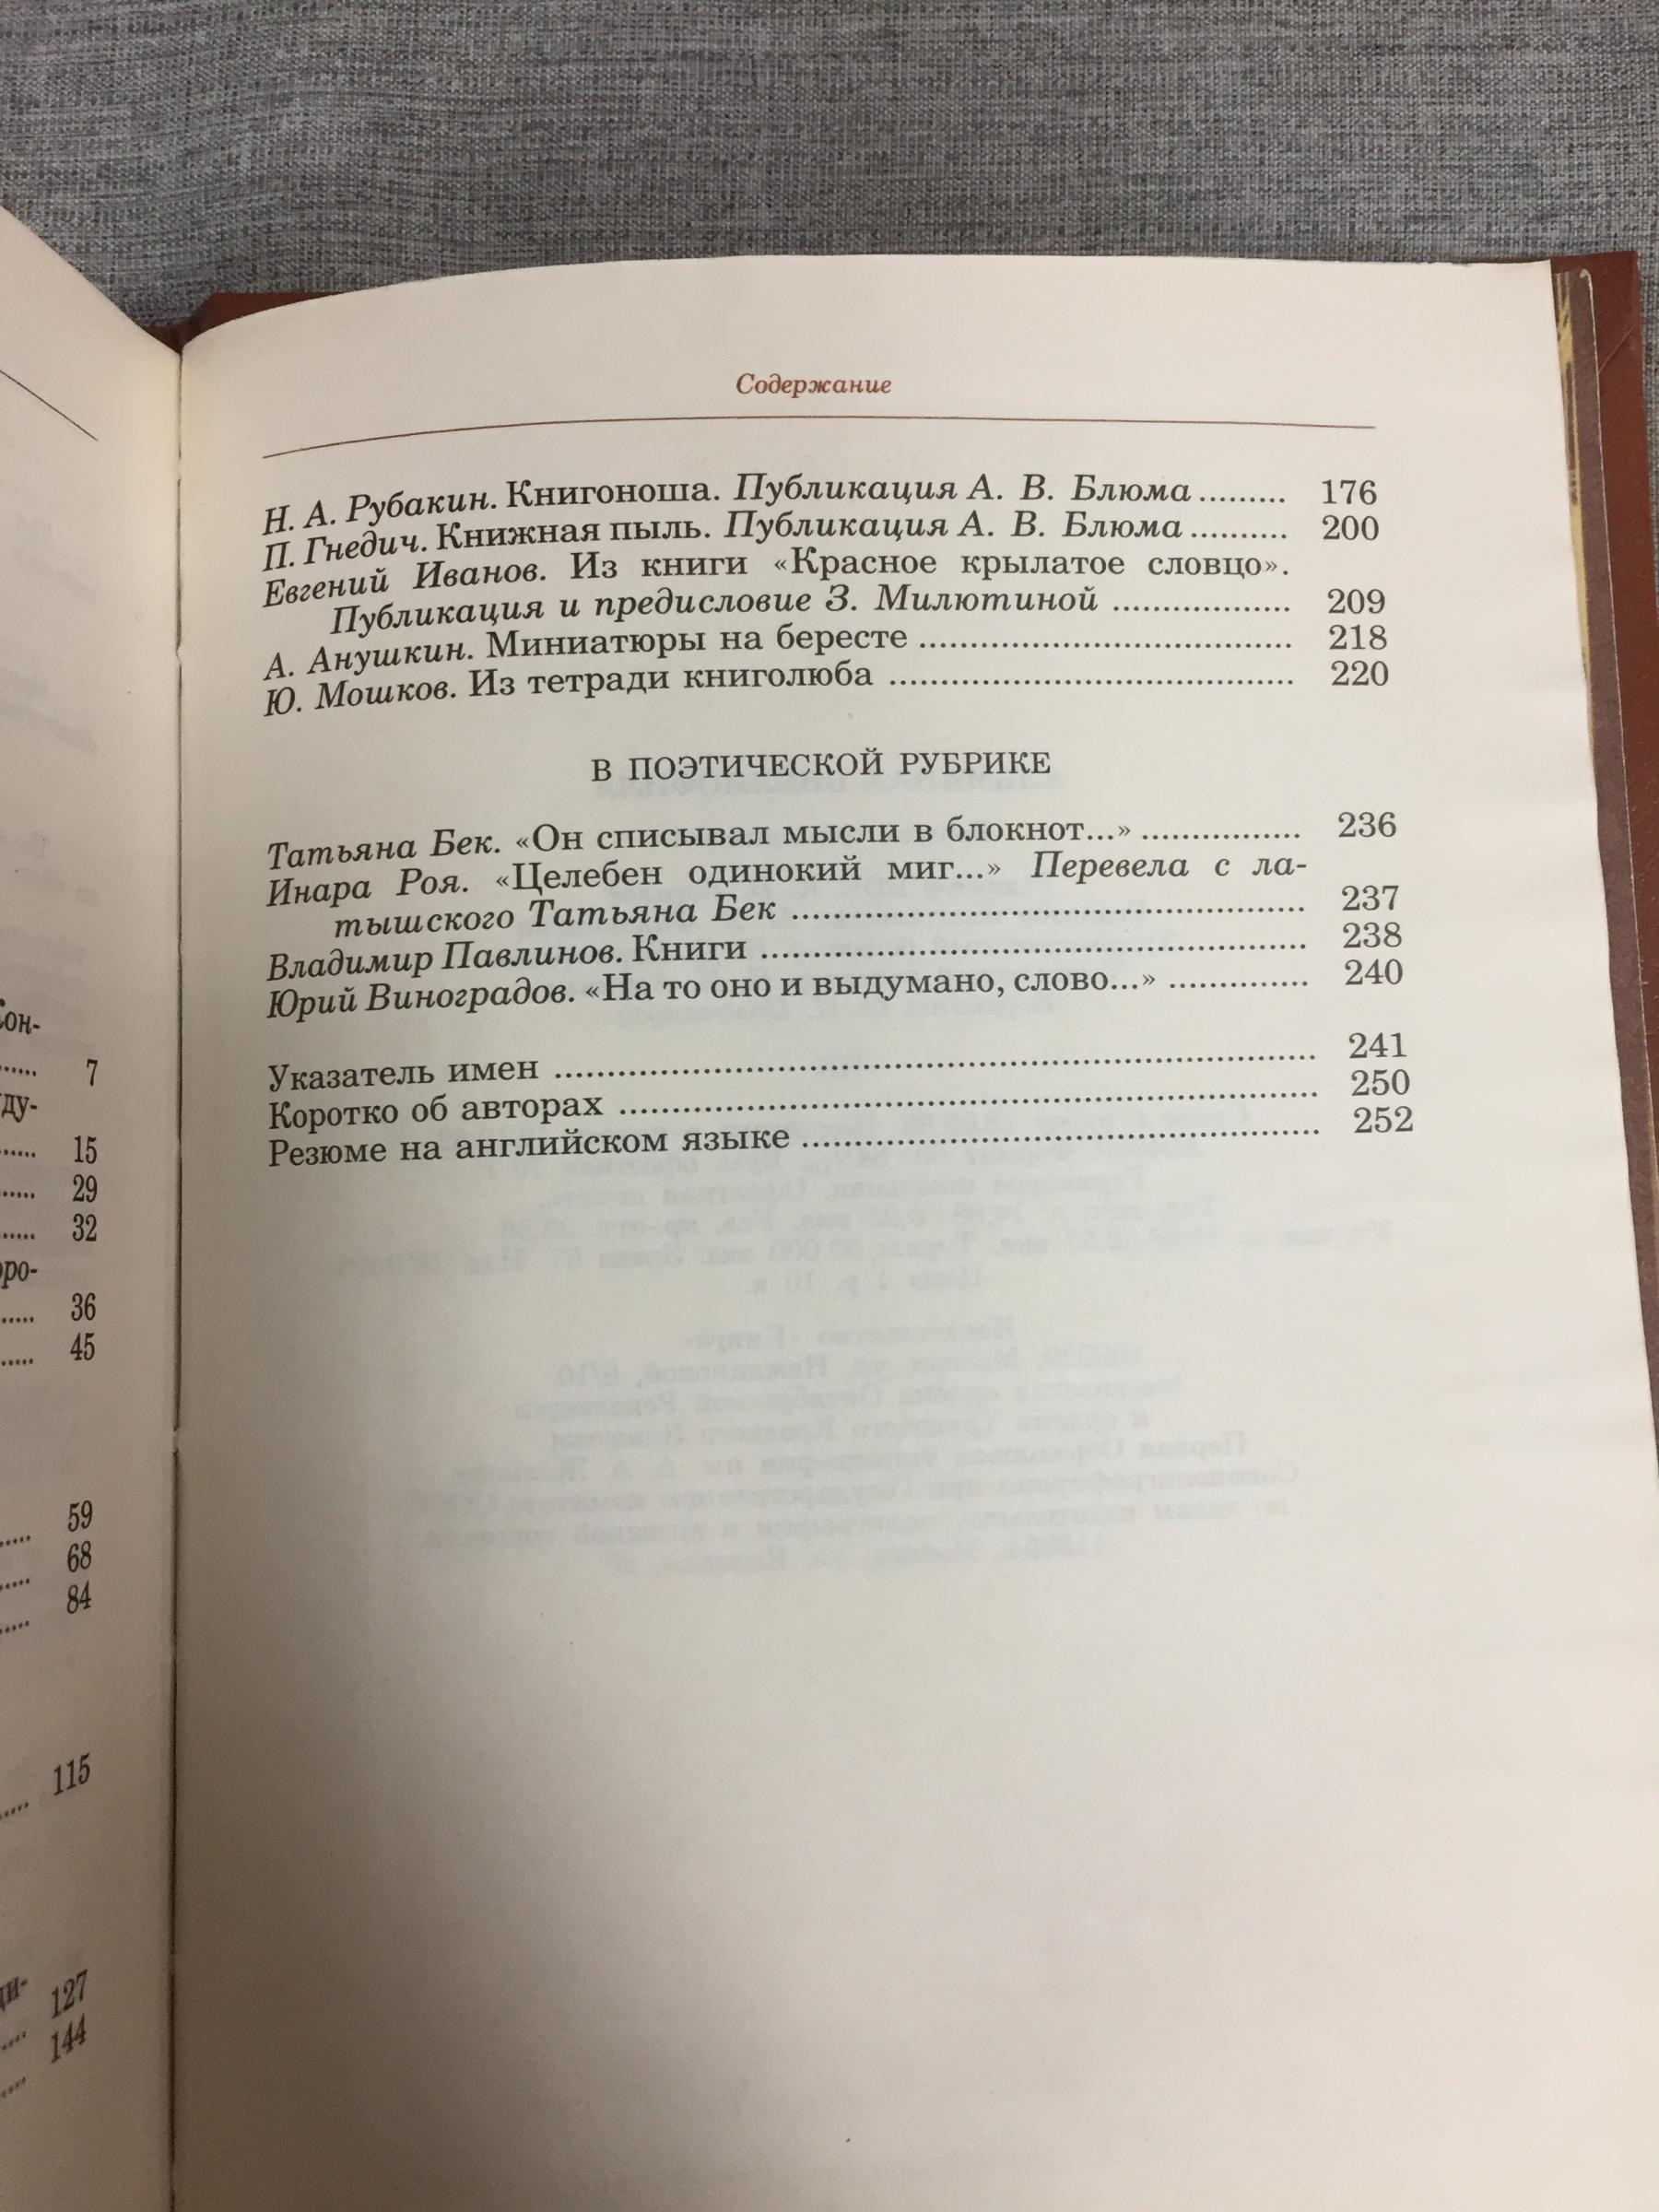 Сон-
7
ду-
15
29
32
оро-
36
45
59
68
84
115
ди-
127
144
Содержание
Н. А. Рубакин. Книгоноша. Публикация А. В. Блюма ......... 176
П. Гнедич. Книжная пыль. Публикация А. В. Блюма .......... 200
Евгений Иванов. Из книги «Красное крылатое словцо».
Публикация и предисловие З. Милютиной .................. 209
А. Анушкин. Миниатюры на бересте .................................... 218
Ю. Мошков. Из тетради книголюба ....................................... 220
В ПОЭТИЧЕСКОЙ РУБРИКЕ
Татьяна Бек. «Он списывал мысли в блокнот...» ................ 236
Инара Роя. «Целебен одинокий миг...» Перевела с ла-
тышского Татьяна Бек .................................................. 237
Владимир Павлинов. Книги ..................................................... 238
Юрий Виноградов. «На то оно и выдумано, слово...» .............. 240
Указатель имен .......................................................................... 241
Коротко об авторах .................................................................... 250
Резюме на английском языке .................................................. 252